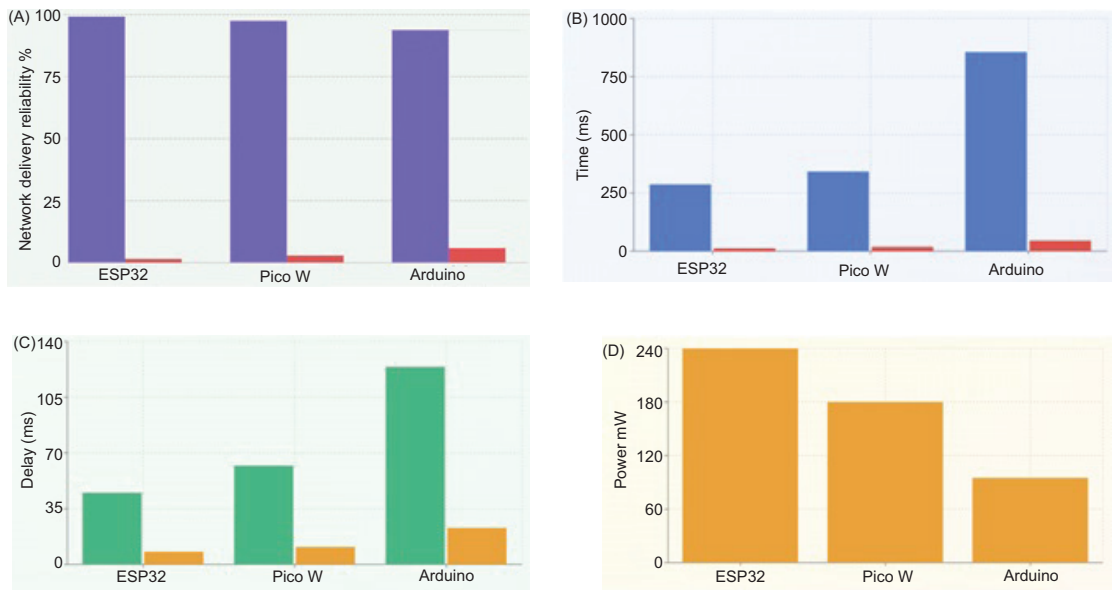 (A)
Network delivery reliability %
100
75
50
25
0
ESP32
Pico W
Arduino
(B)
Time (ms)
1000
750
500
250
0
ESP32
Pico W
Arduino
(C)
Delay (ms)
140
105
70
35
0
ESP32
Pico W
Arduino
(D)
Power mW
240
180
120
60
0
ESP32
Pico W
Arduino